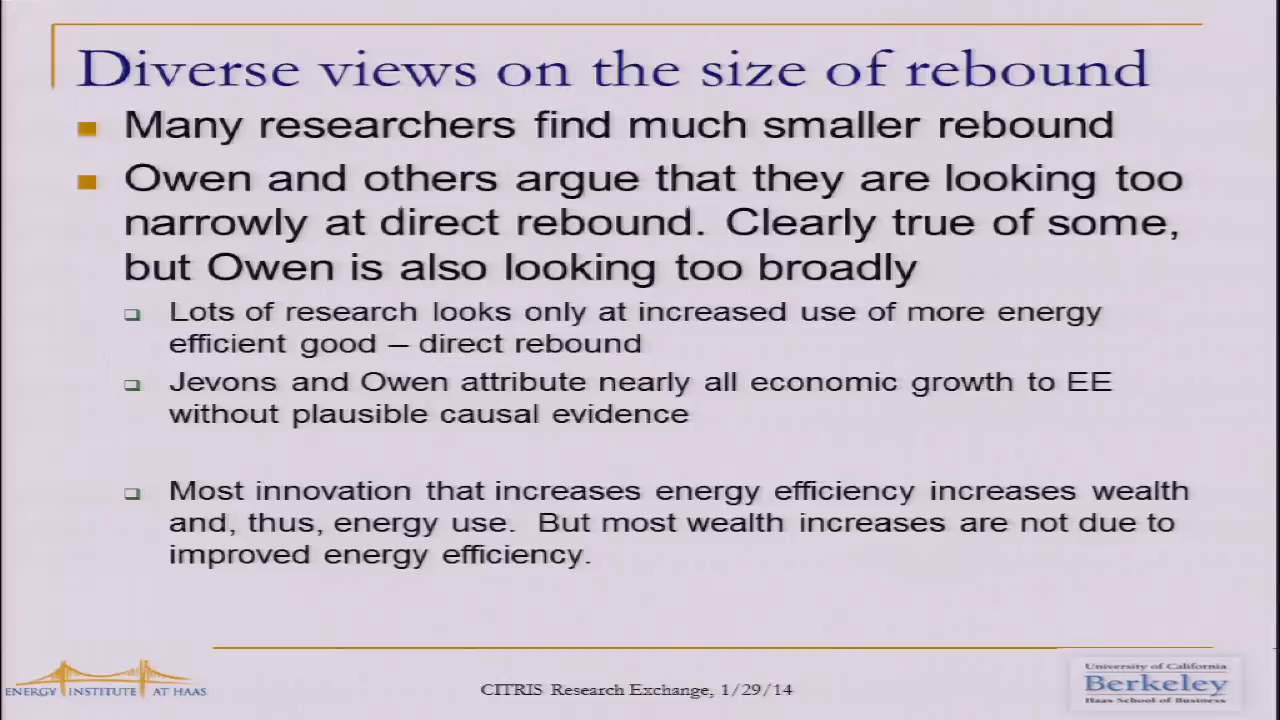 Diverse views on the size of rebound
Many researchers find much smaller rebound
Owen and others argue that they are looking too
narrowly at direct rebound. Clearly true of some,
but Owen is also looking too broadly
Lots of research looks only at increased use of more energy
efficient good – direct rebound
Jevons and Owen attribute nearly all economic growth to EE
without plausible causal evidence
Most innovation that increases energy efficiency increases wealth
and, thus, energy use. But most wealth increases are not due to
improved energy efficiency.
ENERGY INSTITUTE AT HAAS
CITRIS Research Exchange, 1/29/14
University of California
Berkeley
Haas School of Business